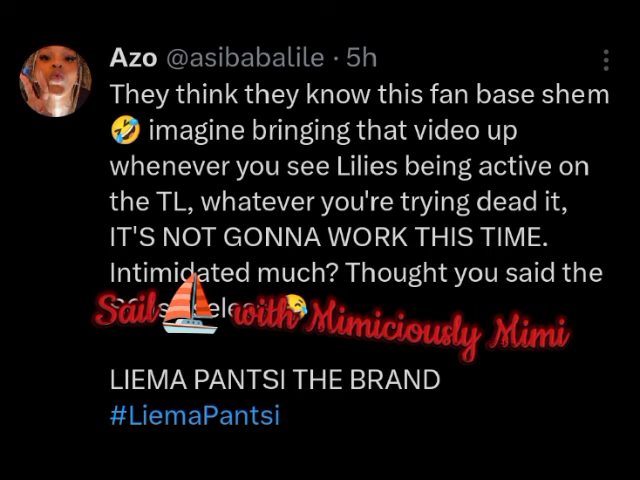 Azo @asibabalile · 5h
They think they know this fan base shem
🤣 imagine bringing that video up
whenever you see Lilies being active on
the TL, whatever you're trying dead it,
IT'S NOT GONNA WORK THIS TIME.
Intimidated much? Thought you said the
Sail with Mimiciously Mimi
LIEMA PANTSI THE BRAND
#LiemaPantsi